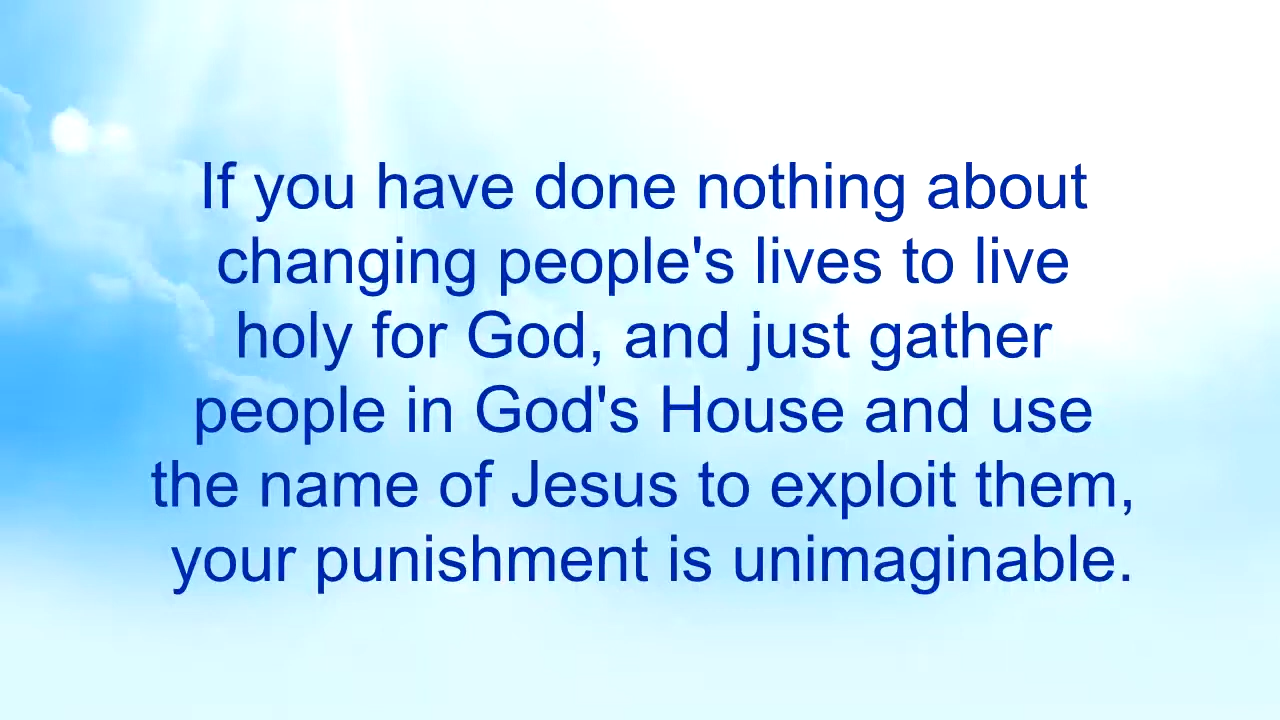 If you have done nothing about
changing people's lives to live
holy for God, and just gather
people in God's House and use
the name of Jesus to exploit them,
your punishment is unimaginable.